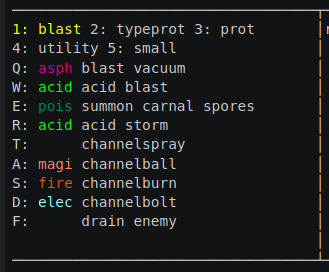 1: blast 2: typeprot 3: prot
4: utility 5: small
Q: asph blast vacuum
W: acid acid blast
E: pois summon carnal spores
R: acid acid storm
T: channelspray
A: magi channelball
S: fire channelburn
D: elec channelbolt
F: drain enemy